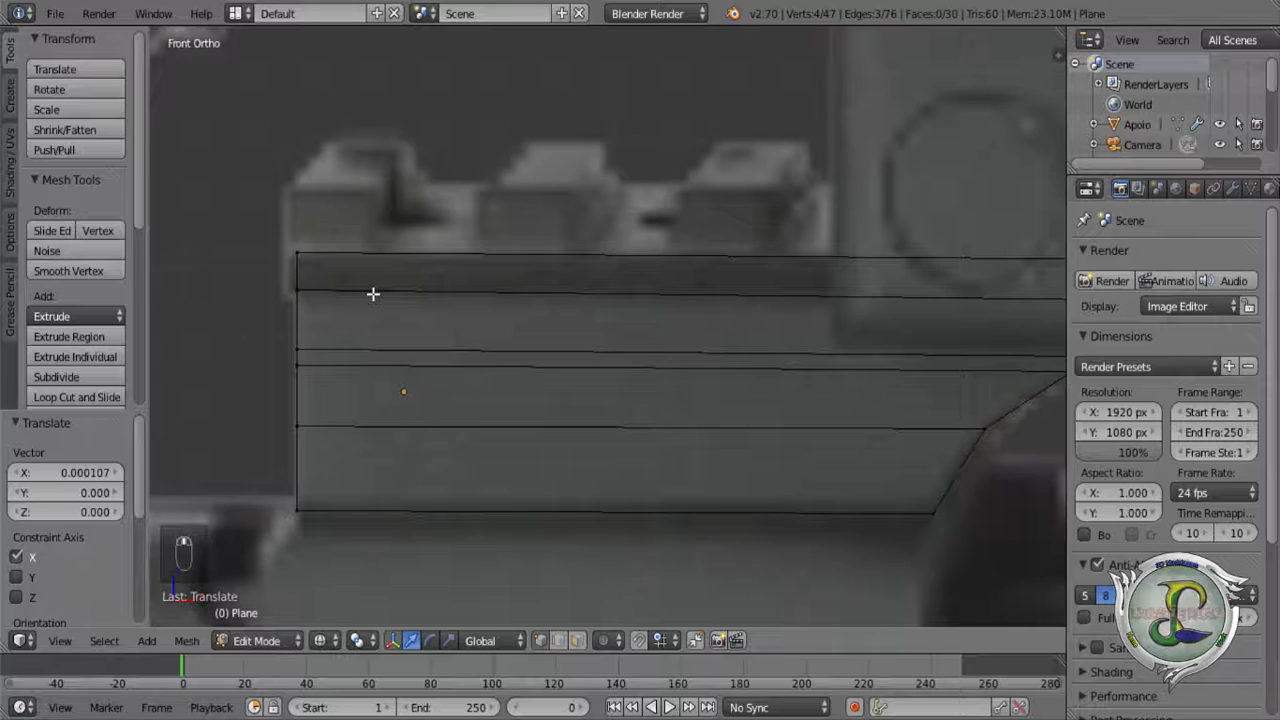 File Render Window Help Default Scene Blender Render v2.70 | Verts:4/47 | Edges:3/76 | Faces:0/30 | Tris:60 | Mem:23.10M | Plane
Tools
Create
Shading / UVs
Options
Grease Pencil
Transform
Translate
Rotate
Scale
Shrink/Fatten
Push/Pull
Mesh Tools
Deform:
Slide Ed Vertex
Noise
Smooth Vertex
Add:
Extrude
Extrude Region
Extrude Individual
Subdivide
Loop Cut and Slide
Translate
Vector
X: 0.000107
Y: 0.000
Z: 0.000
Constraint Axis
X
Y
Z
Orientation
Front Ortho
Last: Translate
(0) Plane
View Select Add Mesh Edit Mode Global
-40 -20 0 20 40 60 80 100 120 140 160 180 200 220 240 260 280
View Marker Frame Playback Start: 1 End: 250 0 No Sync
View Search All Scenes
Scene
RenderLayers
World
Apoio
Camera
Scene
Render
Render Animatio Audio
Display: Image Editor
Dimensions
Render Presets
Resolution: Frame Range:
X: 1920 px Start Fra: 1
Y: 1080 px End Fra:250
100% Frame Ste:1
Aspect Ratio: Frame Rate:
X: 1.000 24 fps
Y: 1.000 Time Remappi...
Bo Cr 10 10
Anti-A
5 8
Full
Sa
Shading
Performance